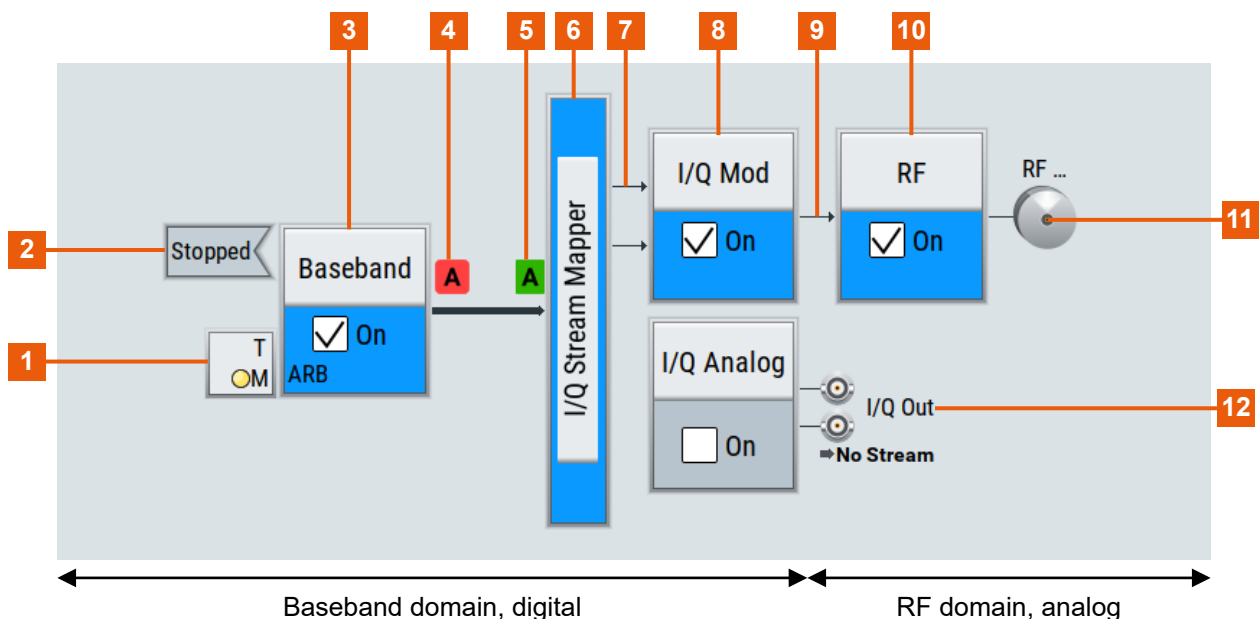 3 4 5 6 7 8 9 10
2
1
11
12
Stopped
Baseband
On
ARB
T
M
A
A
I/Q Stream Mapper
I/Q Mod
On
RF
On
RF ...
I/Q Analog
On
I/Q Out
No Stream
Baseband domain, digital
RF domain, analog